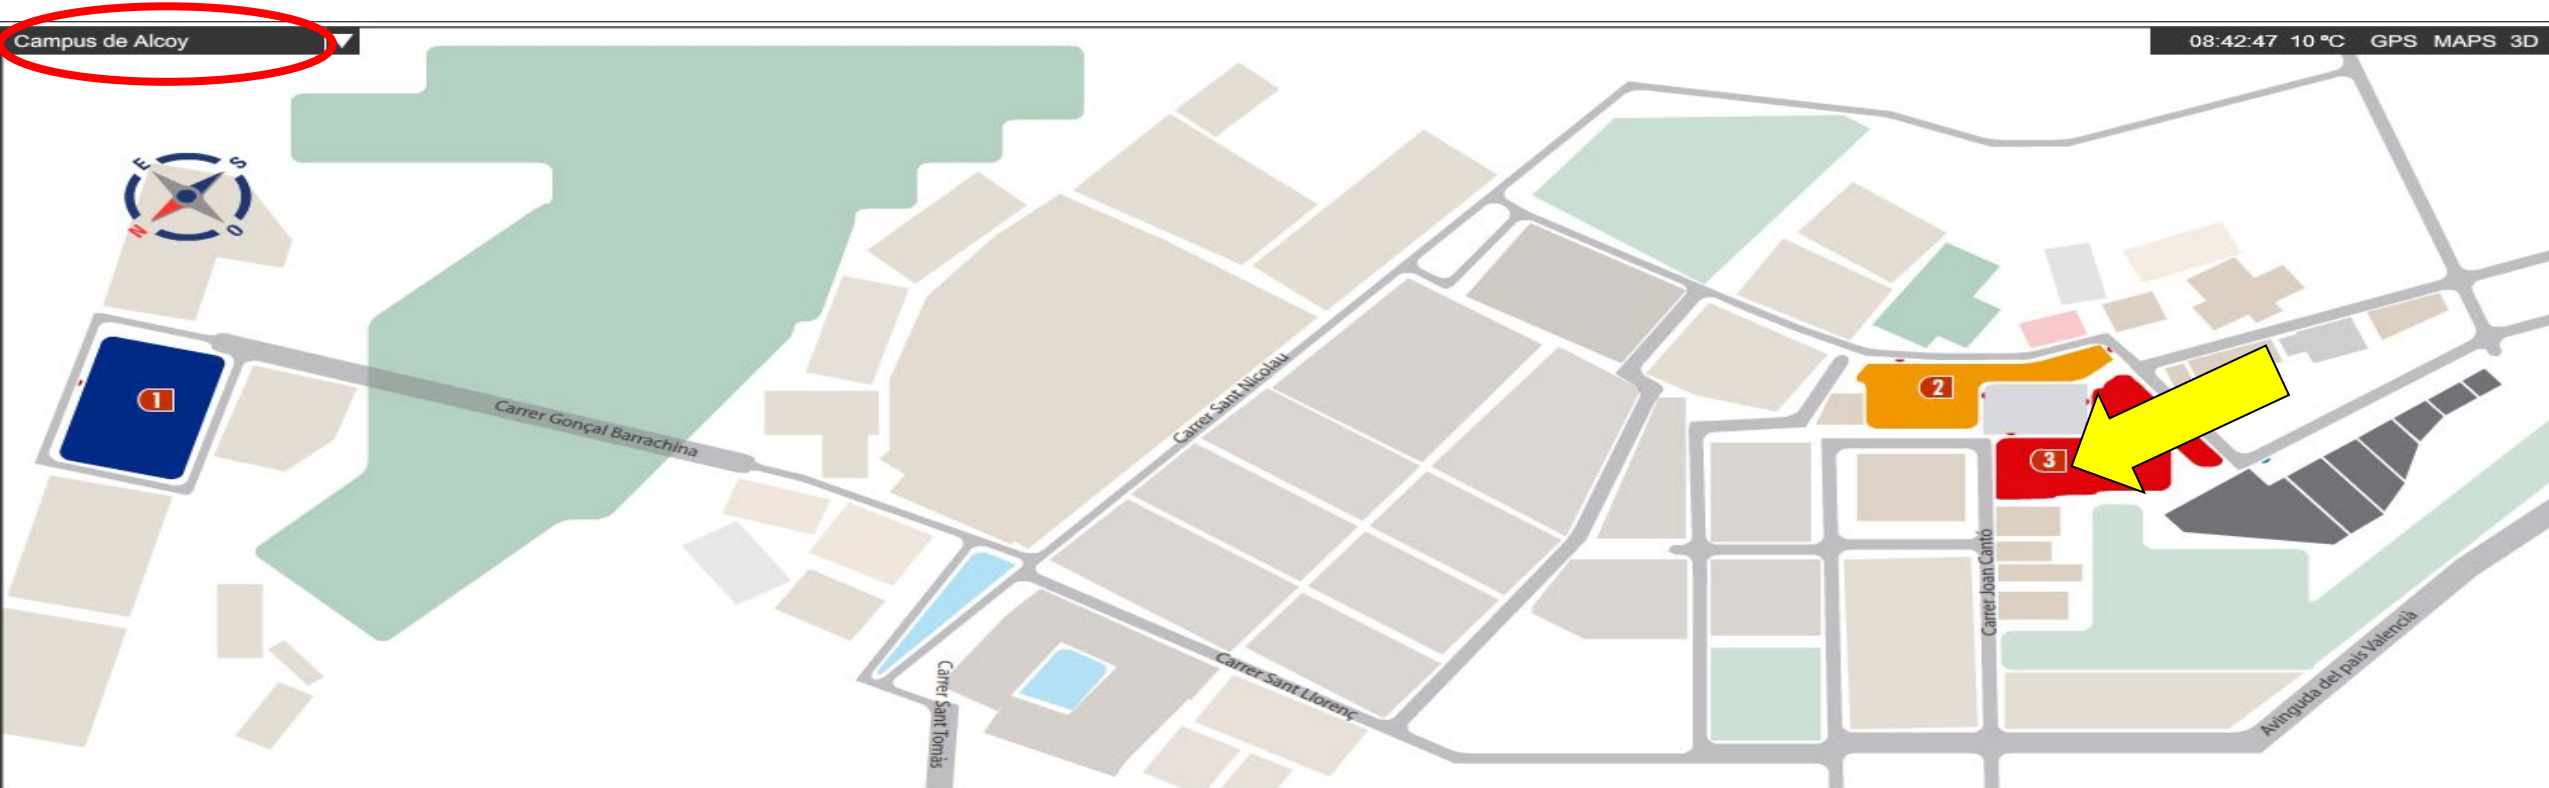 Campus de Alcoy
08:42:47 10 ºC GPS MAPS 3D
E
S
N
O
1
2
3
Carrer Gonçal Barrachina
Carrer Sant Nicolau
Carrer Joan Cantó
Carrer Sant Llorenç
Carrer Sant Tomàs
Avinguda del país Valencià